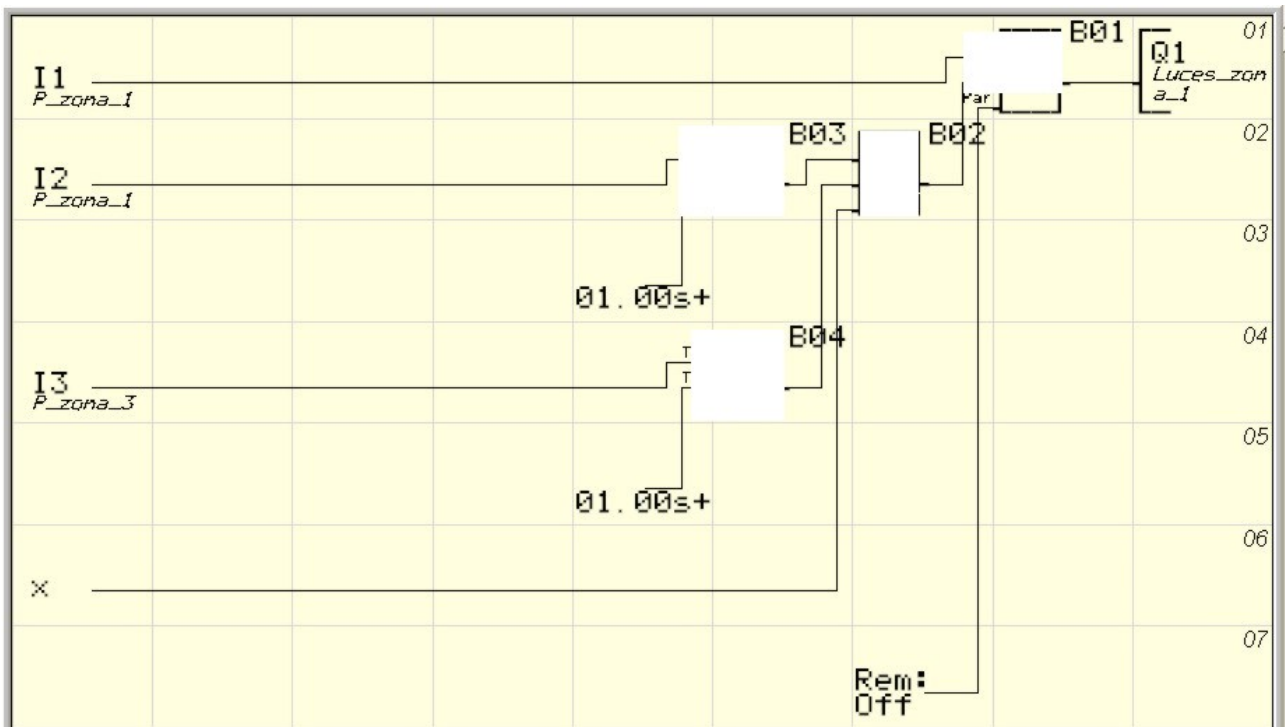 B01
01
Q1
Luces_zon
a_1
I1
P_zona_1
Par
B03
B02
02
I2
P_zona_1
03
01.00s+
B04
04
T
T
I3
P_zona_3
05
01.00s+
06
x
07
Rem:
Off